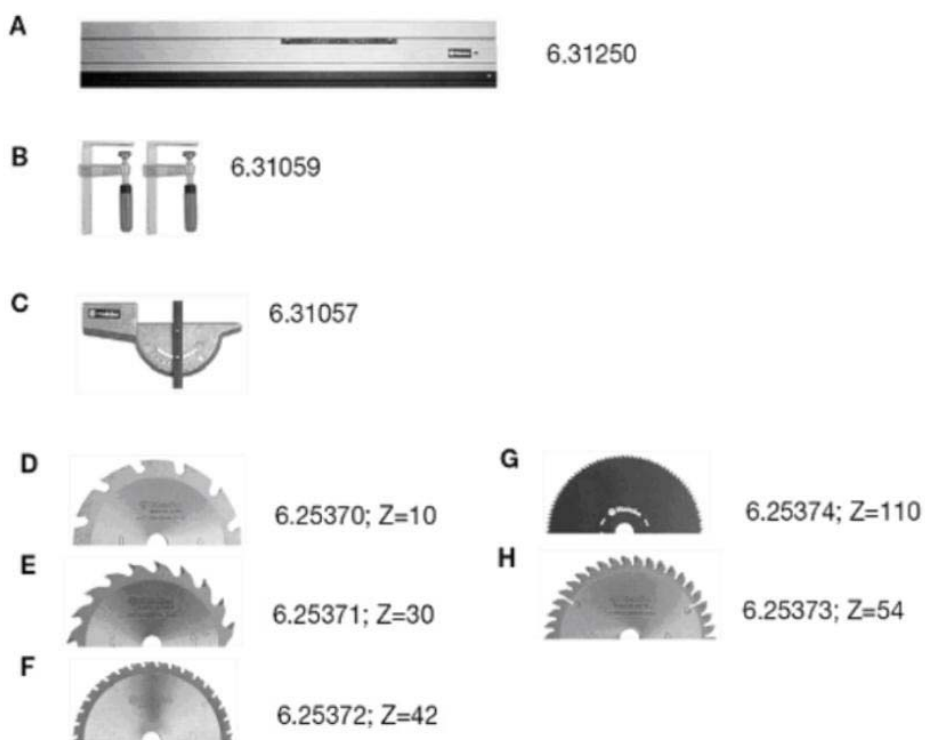 A
6.31250
B
6.31059
C
6.31057
D
6.25370; Z=10
E
6.25371; Z=30
F
6.25372; Z=42
G
6.25374; Z=110
H
6.25373; Z=54